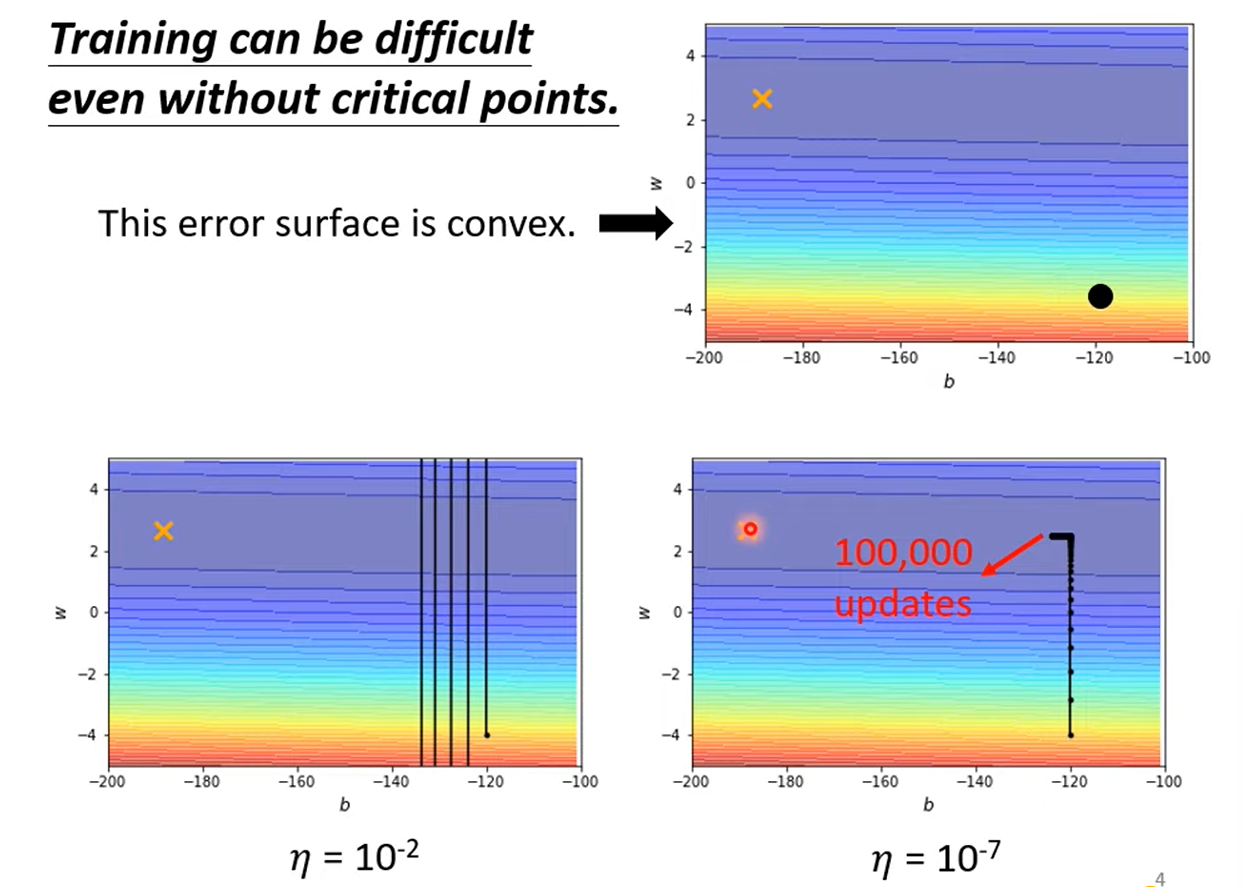 Training can be difficult
even without critical points.
This error surface is convex.
w
4
2
0
−2
−4
−200
−180
−160
−140
−120
−100
b
w
4
2
0
−2
−4
−200
−180
−160
−140
−120
−100
b
η = 10⁻²
w
4
2
0
−2
−4
100,000
updates
−200
−180
−160
−140
−120
−100
b
η = 10⁻⁷
4